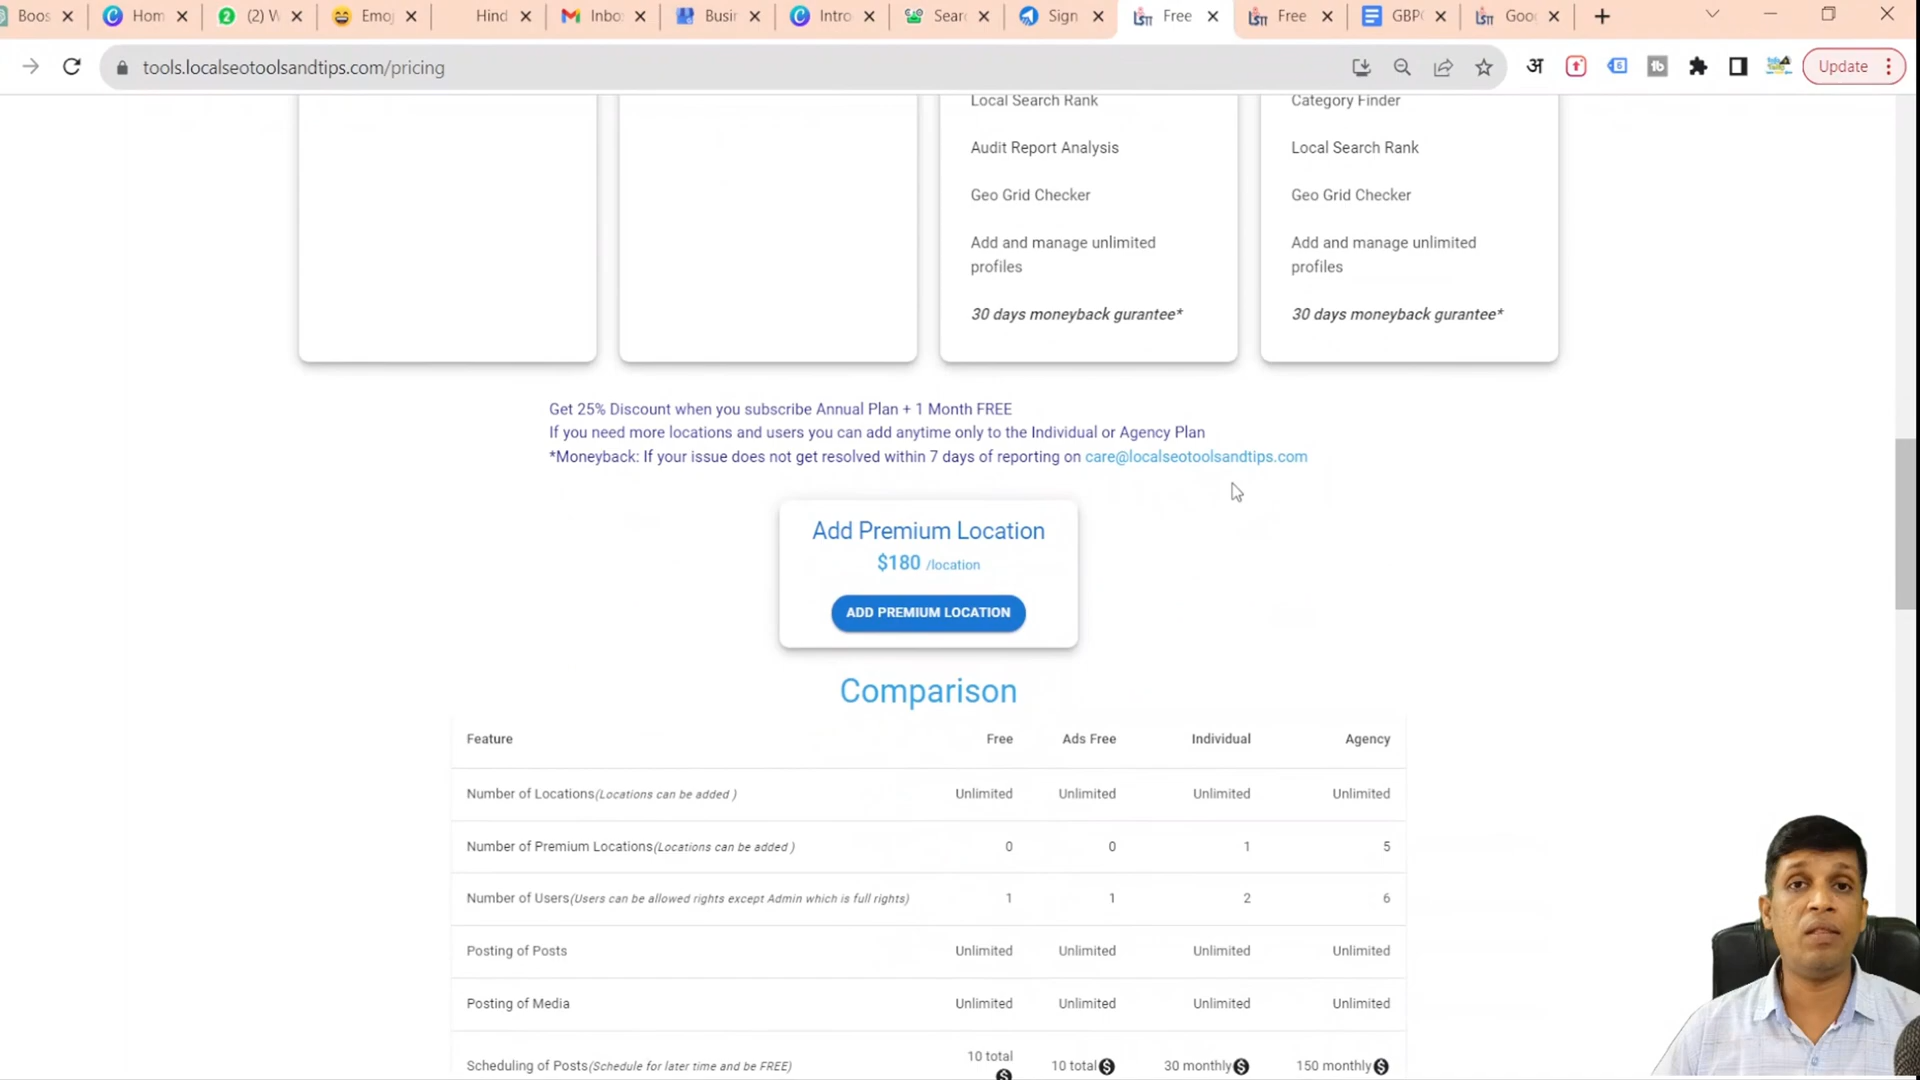 Boos
Hom
(2) W
Emoj
Hind
Inbo
Busin
Intro
Sear
Sign
Free
Free
GBPC
Goo
tools.localseotoolsandtips.com/pricing
अ
Update
Local Search Rank
Audit Report Analysis
Geo Grid Checker
Add and manage unlimited
profiles
30 days moneyback gurantee*
Category Finder
Local Search Rank
Geo Grid Checker
Add and manage unlimited
profiles
30 days moneyback gurantee*
Get 25% Discount when you subscribe Annual Plan + 1 Month FREE
If you need more locations and users you can add anytime only to the Individual or Agency Plan
*Moneyback: If your issue does not get resolved within 7 days of reporting on care@localseotoolsandtips.com
Add Premium Location
$180 /location
ADD PREMIUM LOCATION
Comparison
Feature Free Ads Free Individual Agency
Number of Locations(Locations can be added ) Unlimited Unlimited Unlimited Unlimited
Number of Premium Locations(Locations can be added ) 0 0 1 5
Number of Users(Users can be allowed rights except Admin which is full rights) 1 1 2 6
Posting of Posts Unlimited Unlimited Unlimited Unlimited
Posting of Media Unlimited Unlimited Unlimited Unlimited
Scheduling of Posts(Schedule for later time and be FREE) 10 total 10 total 30 monthly 150 monthly